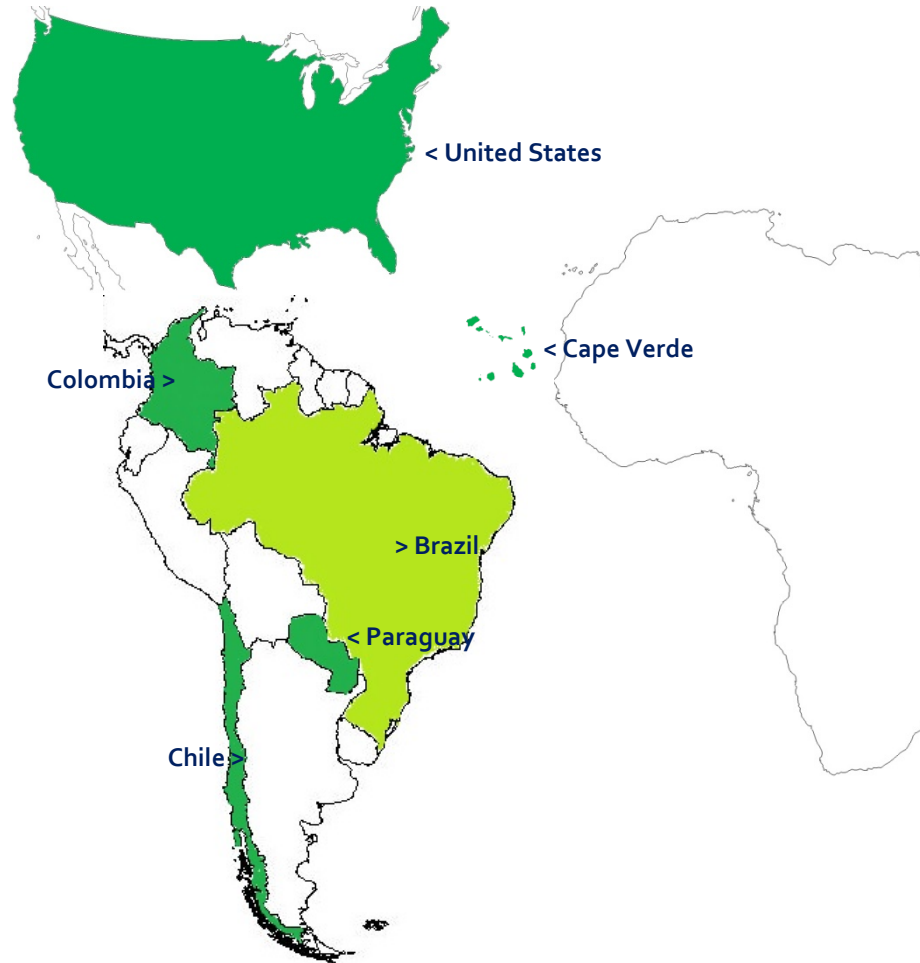 < United States
< Cape Verde
Colombia >
> Brazil
< Paraguay
Chile >